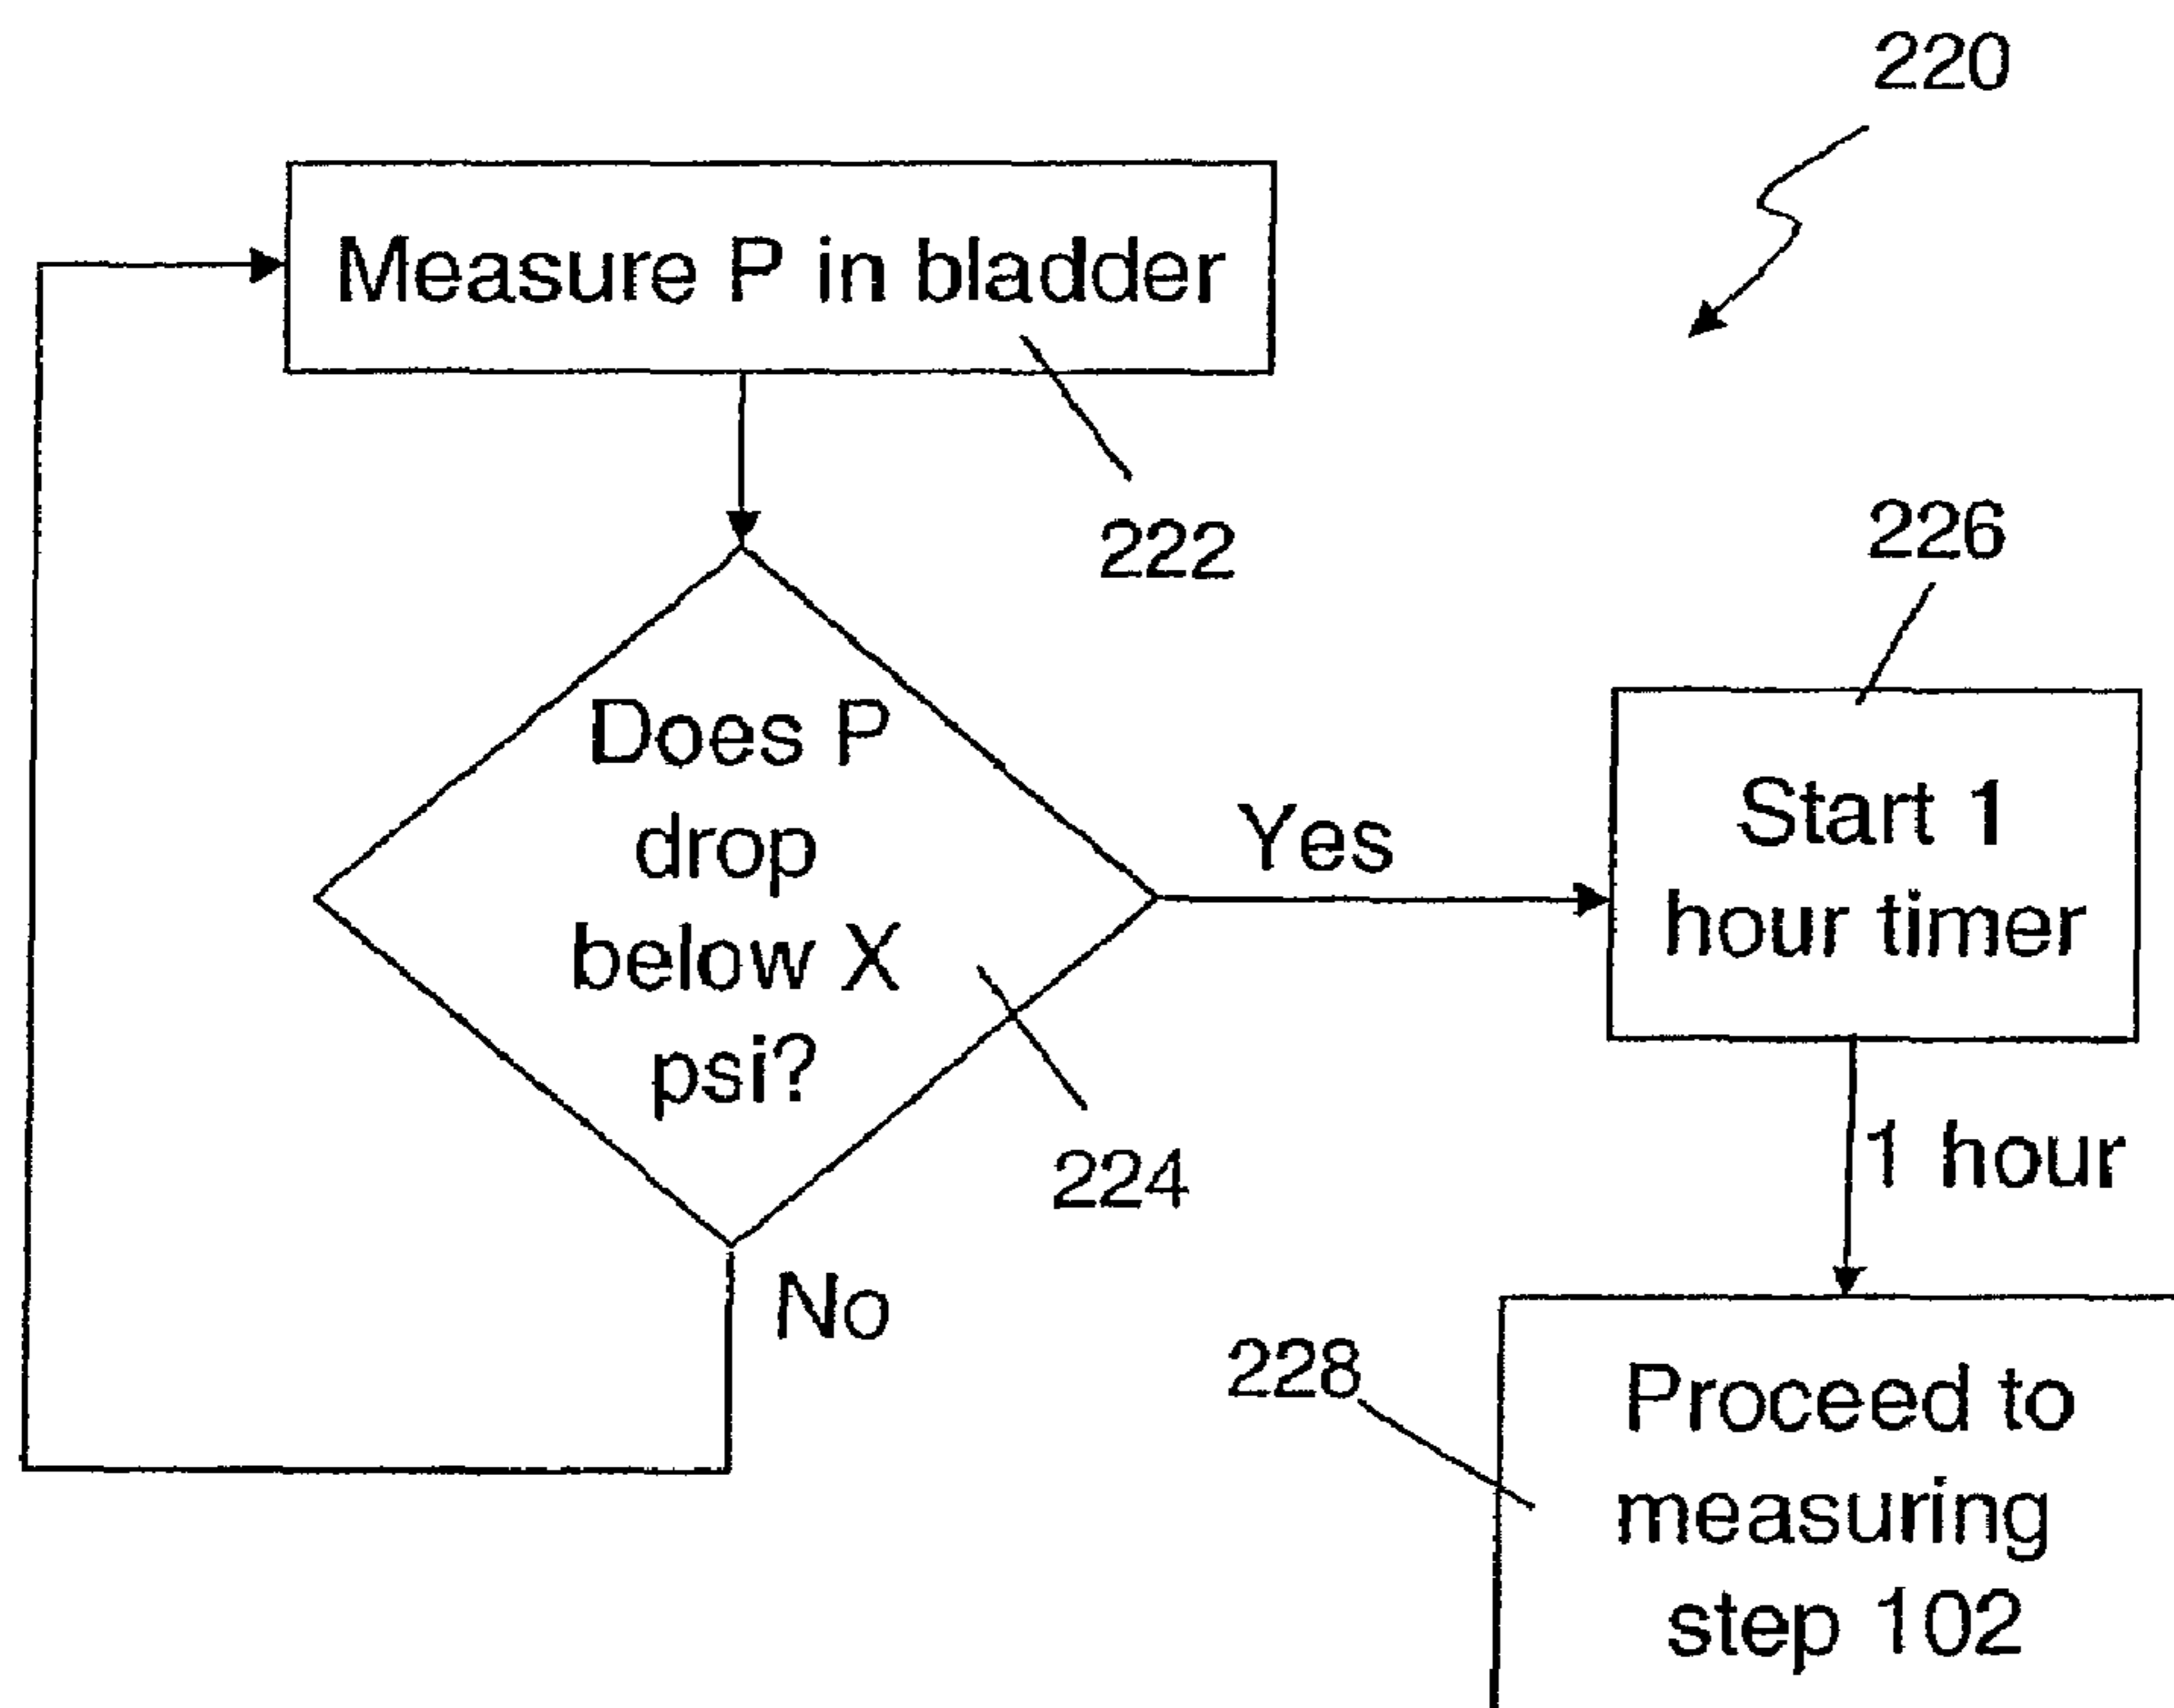 220
Measure P in bladder
222
Does P
drop
below X
psi?
224
Yes
No
226
Start 1
hour timer
1 hour
228
Proceed to
measuring
step 102